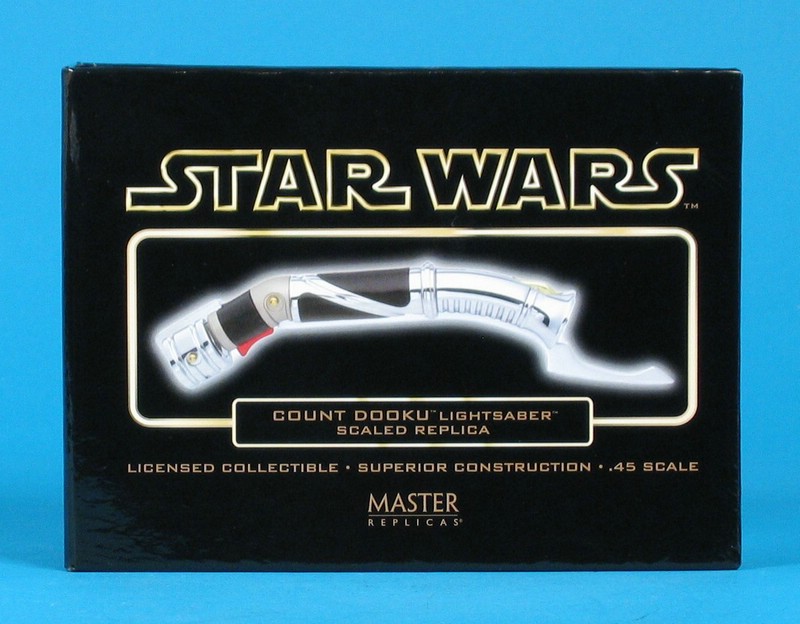 STAR WARS™
COUNT DOOKU™ LIGHTSABER™
SCALED REPLICA
LICENSED COLLECTIBLE • SUPERIOR CONSTRUCTION • .45 SCALE
MASTER
REPLICAS®